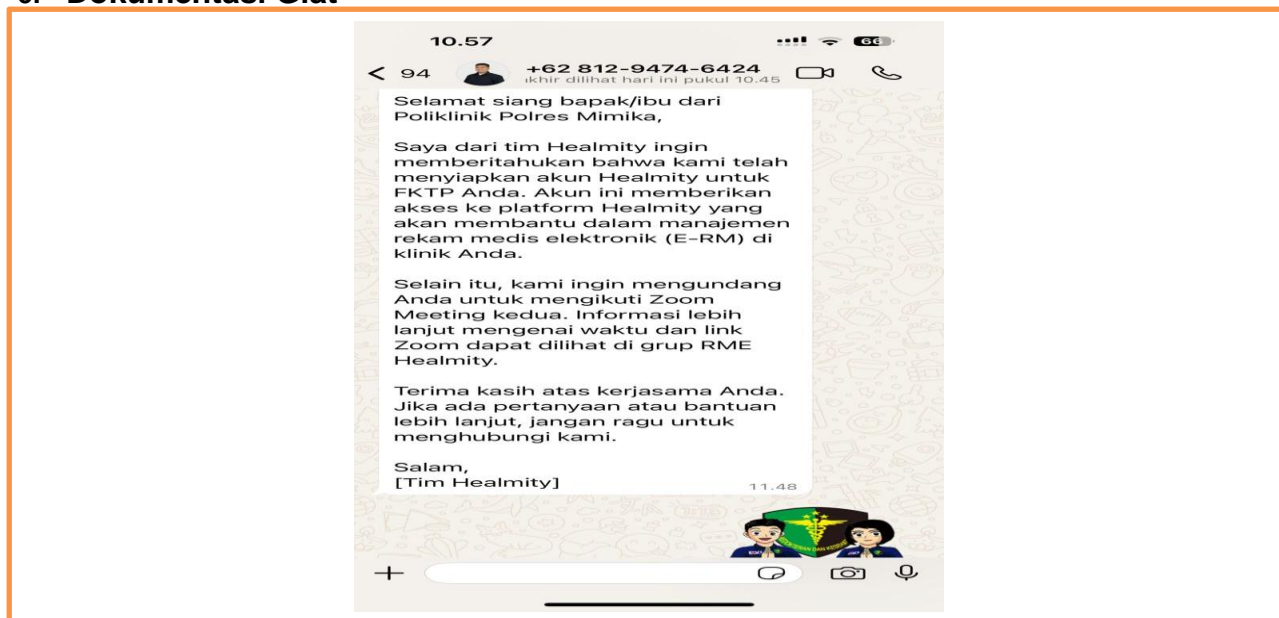 Dokumentasi Giat
10.57
66
94
+62 812-9474-6424
khir dilihat hari ini pukul 10.45
Selamat siang bapak/ibu dari
Poliklinik Polres Mimika,
Saya dari tim Healmity ingin
memberitahukan bahwa kami telah
menyiapkan akun Healmity untuk
FKTP Anda. Akun ini memberikan
akses ke platform Healmity yang
akan membantu dalam manajemen
rekam medis elektronik (E-RM) di
klinik Anda.
Selain itu, kami ingin mengundang
Anda untuk mengikuti Zoom
Meeting kedua. Informasi lebih
lanjut mengenai waktu dan link
Zoom dapat dilihat di grup RME
Healmity.
Terima kasih atas kerjasama Anda.
Jika ada pertanyaan atau bantuan
lebih lanjut, jangan ragu untuk
menghubungi kami.
Salam,
[Tim Healmity]
11.48